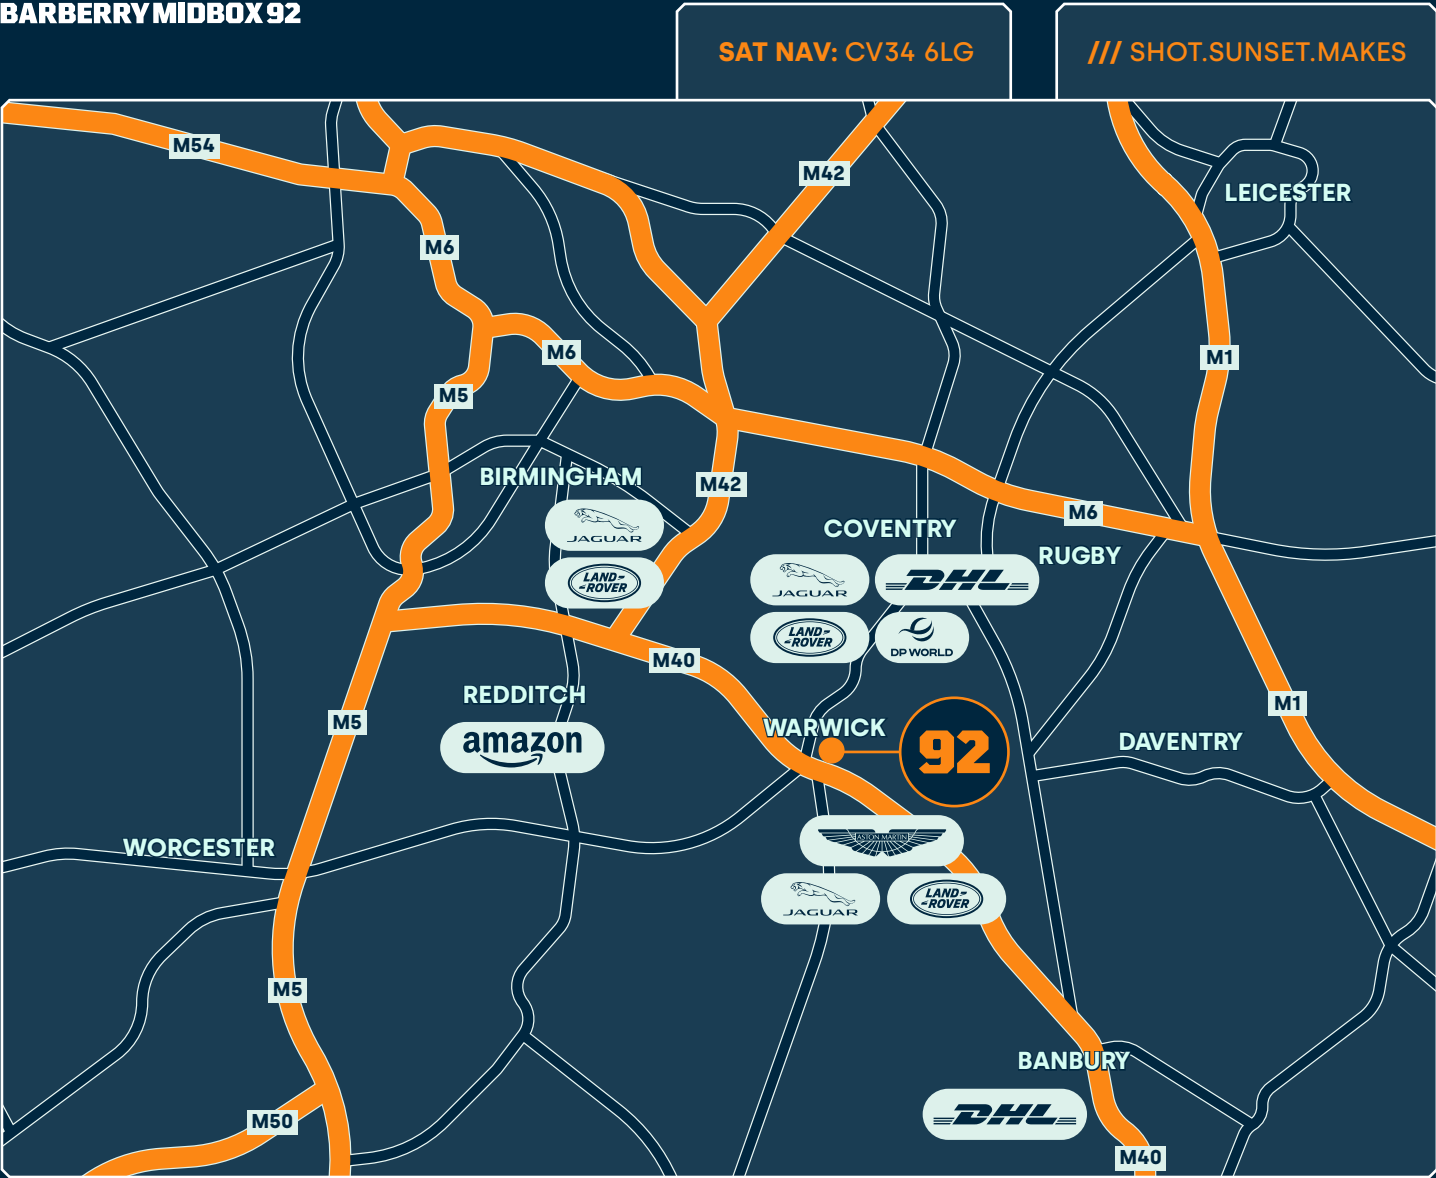 BARBERRY MIDBOX 92
SAT NAV: CV34 6LG
/// SHOT.SUNSET.MAKES
M54
M42
LEICESTER
M6
M6
M1
M5
BIRMINGHAM
M42
JAGUAR
LAND-
-ROVER
COVENTRY
M6
RUGBY
JAGUAR
DHL
LAND-
-ROVER
DP WORLD
M40
REDDITCH
amazon
M5
WARWICK
92
M1
DAVENTRY
WORCESTER
ASTON MARTIN
JAGUAR
LAND-
-ROVER
M5
BANBURY
DHL
M50
M40